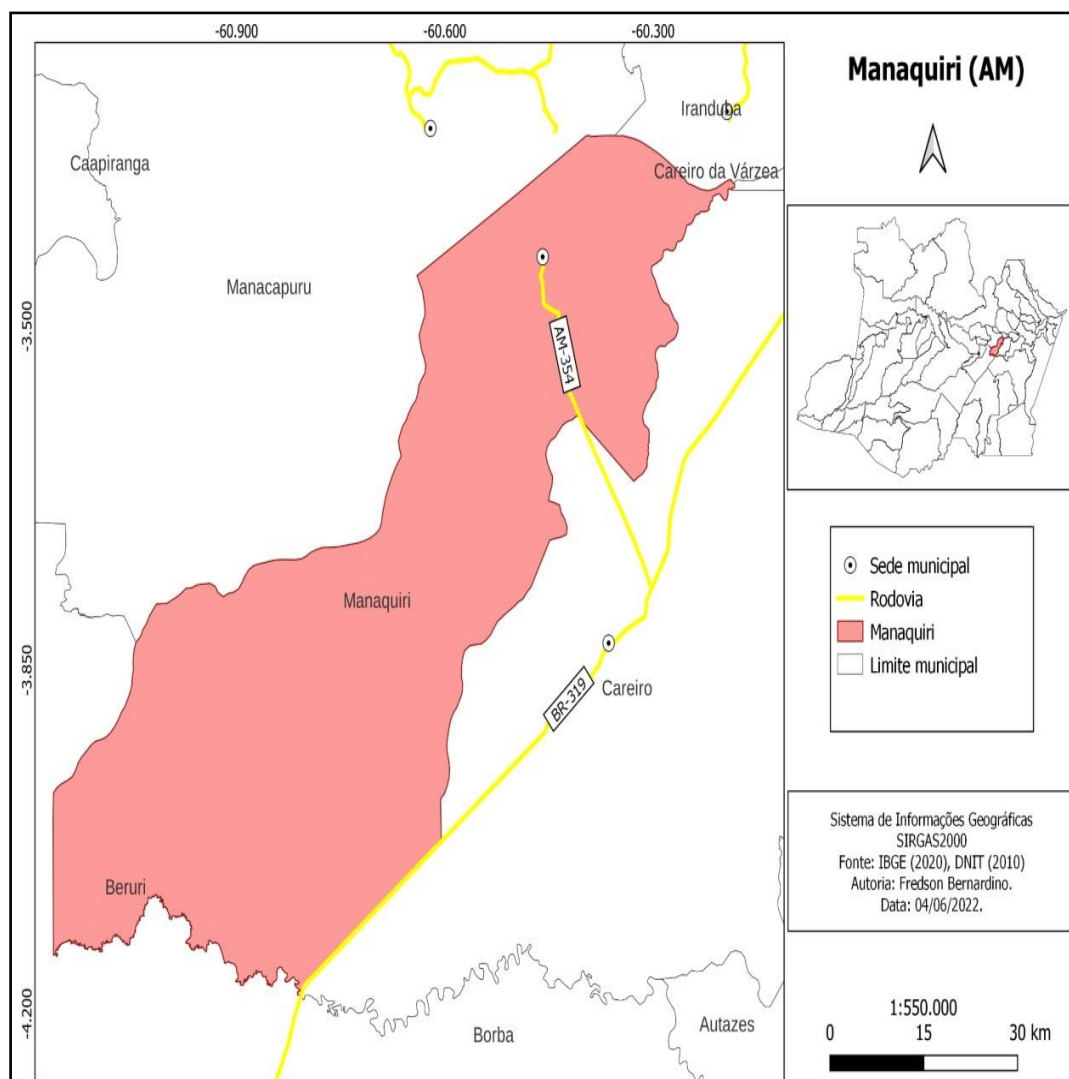 -60.900
-60.600
-60.300
Manaquiri (AM)
Iranduba
Caapiranga
Careiro da Várzea
Manacapuru
-3.500
AM-354
Manaquiri
-3.850
Careiro
BR-319
Beruri
-4.200
Borba
Autazes
Sede municipal
Rodovia
Manaquiri
Limite municipal
Sistema de Informações Geográficas
SIRGAS2000
Fonte: IBGE (2020), DNIT (2010)
Autoria: Fredson Bernardino.
Data: 04/06/2022.
1:550.000
0 15 30 km